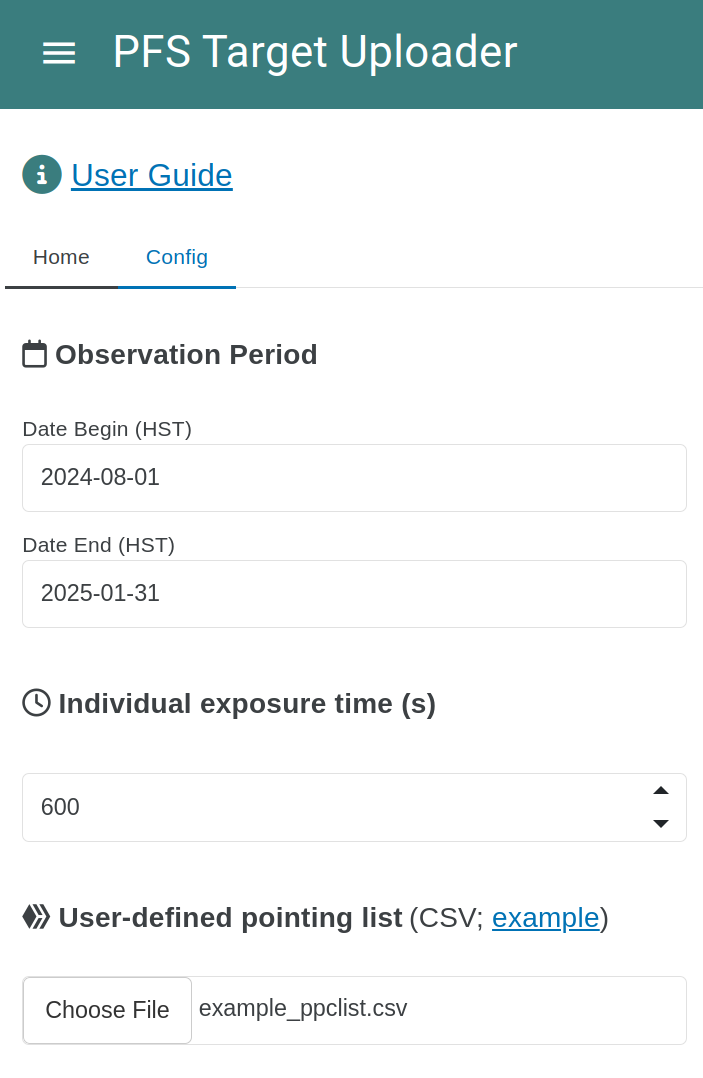 PFS Target Uploader
User Guide
Home Config
Observation Period
Date Begin (HST)
2024-08-01
Date End (HST)
2025-01-31
Individual exposure time (s)
600
User-defined pointing list (CSV; example)
Choose File example_ppclist.csv